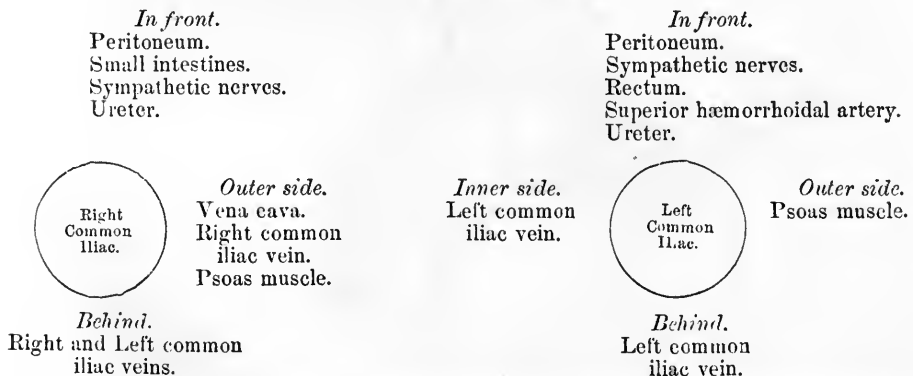 In front.
Peritoneum.
Small intestines.
Sympathetic nerves.
Ureter.
Right
Common
Iliac.
Outer side.
Vena cava.
Right common
iliac vein.
Psoas muscle.
Behind.
Right and Left common
iliac veins.
In front.
Peritoneum.
Sympathetic nerves.
Rectum.
Superior hæmorrhoidal artery.
Ureter.
Inner side.
Left common
iliac vein.
Left
Common
Iliac.
Outer side.
Psoas muscle.
Behind.
Left common
iliac vein.